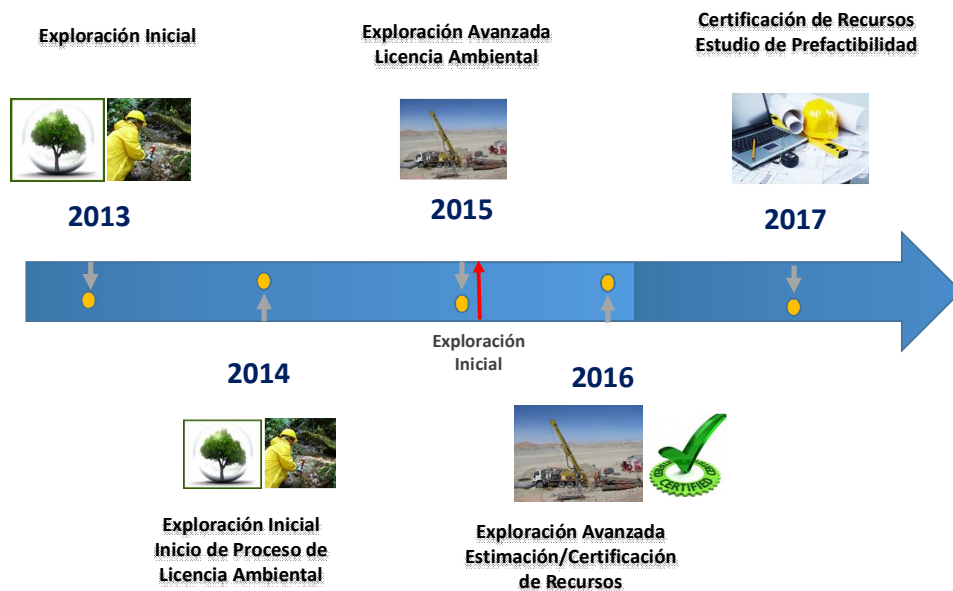 Exploración Inicial
2013
Exploración Avanzada
Licencia Ambiental
2015
Certificación de Recursos
Estudio de Prefactibilidad
2017
Exploración
Inicial
2014
Exploración Inicial
Inicio de Proceso de
Licencia Ambiental
2016
CERTIFIED
Exploración Avanzada
Estimación/Certificación
de Recursos